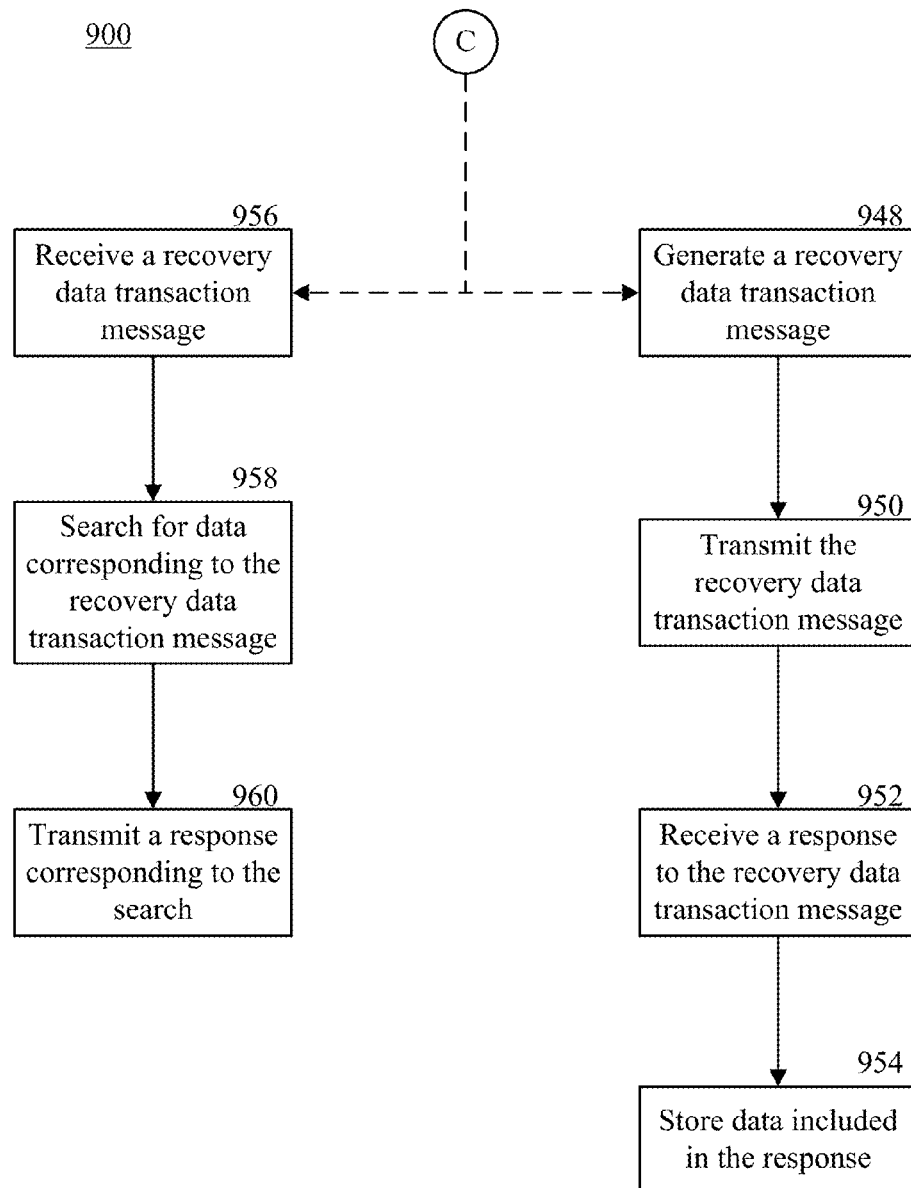 900
C
956
Receive a recovery
data transaction
message
948
Generate a recovery
data transaction
message
958
Search for data
corresponding to the
recovery data
transaction message
950
Transmit the
recovery data
transaction message
960
Transmit a response
corresponding to the
search
952
Receive a response
to the recovery data
transaction message
954
Store data included
in the response